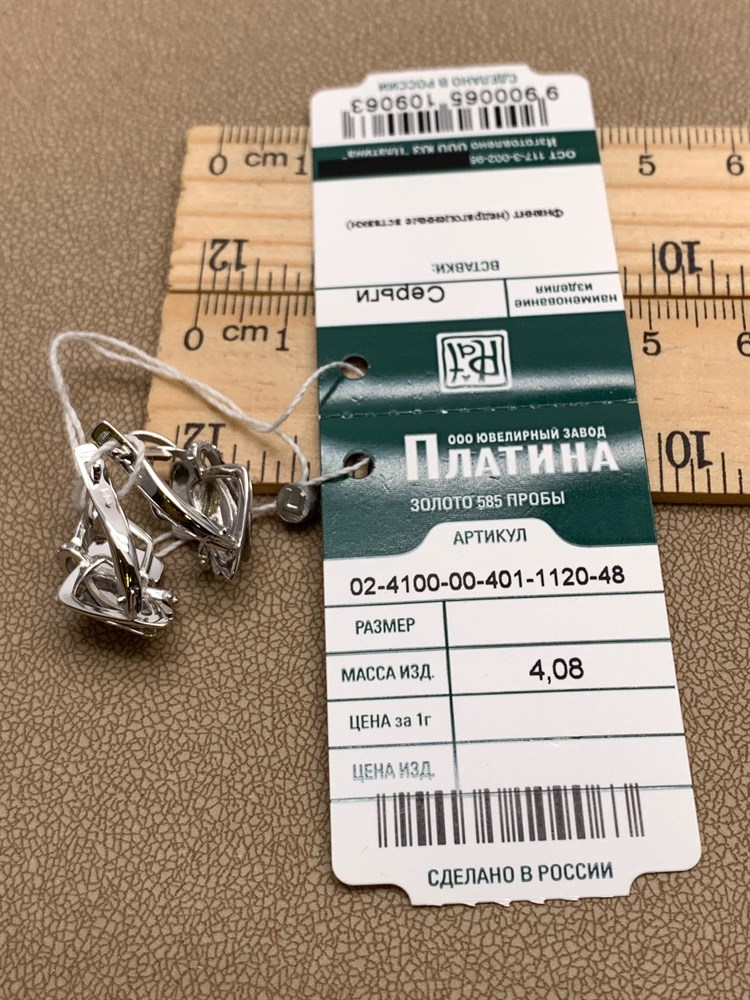 СДЕЛАНО В РОССИИ
9 900065 109063
ОСТ 117-3-002-95
Изготовлено ООО ЮЗ "Платина"
Фианит (недрагоценные вставки)
ВСТАВКИ:
наименование изделия
Серьги
Plat
ООО ЮВЕЛИРНЫЙ ЗАВОД
ПЛАТИНА
ЗОЛОТО 585 ПРОБЫ
АРТИКУЛ
02-4100-00-401-1120-48
РАЗМЕР
МАССА ИЗД. 4,08
ЦЕНА за 1г
ЦЕНА ИЗД.
СДЕЛАНО В РОССИИ
0 cm 1 5 6
12 10
0 cm 1 5 6
12 10